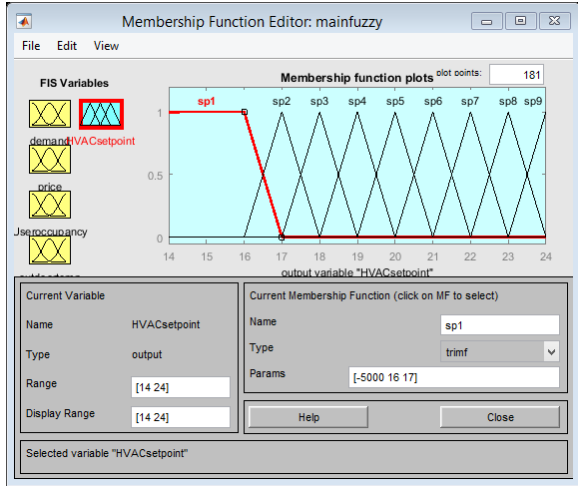 Membership Function Editor: mainfuzzy
File Edit View
FIS Variables
demand
HVACsetpoint
price
Useroccupancy
Membership function plots
plot points:
181
sp1 sp2 sp3 sp4 sp5 sp6 sp7 sp8 sp9
1
0.5
0
14 15 16 17 18 19 20 21 22 23 24
output variable "HVACsetpoint"
Current Variable
Name HVACsetpoint
Type output
Range [14 24]
Display Range [14 24]
Current Membership Function (click on MF to select)
Name sp1
Type trimf
Params [-5000 16 17]
Help Close
Selected variable "HVACsetpoint"